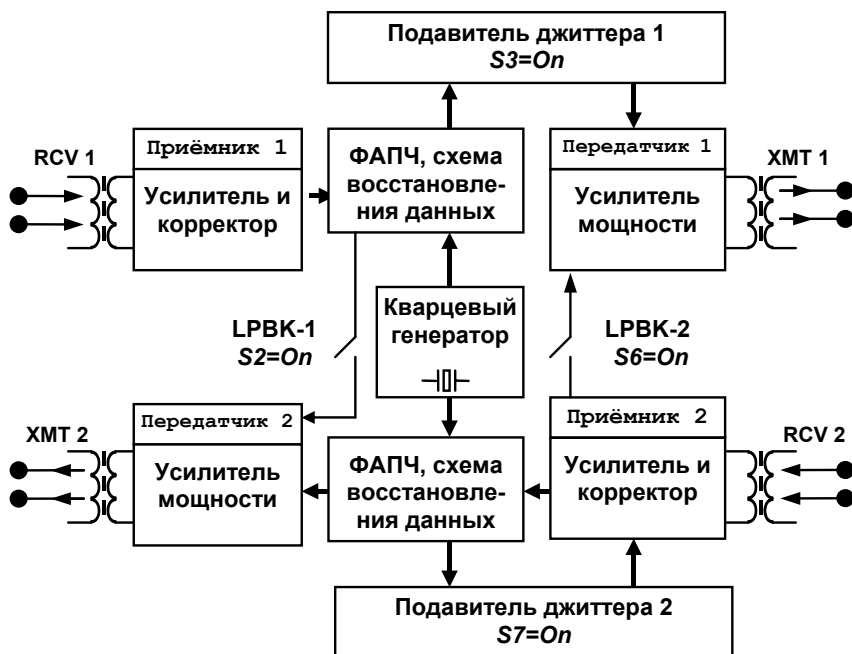 Подавитель джиттера 1
S3=On
RCV 1
Приёмник 1
Усилитель и
корректор
ФАПЧ, схема
восстановле-
ния данных
Передатчик 1
Усилитель
мощности
XMT 1
LPBK-1
S2=On
Кварцевый
генератор
LPBK-2
S6=On
XMT 2
Передатчик 2
Усилитель
мощности
ФАПЧ, схема
восстановле-
ния данных
Приёмник 2
Усилитель и
корректор
RCV 2
Подавитель джиттера 2
S7=On